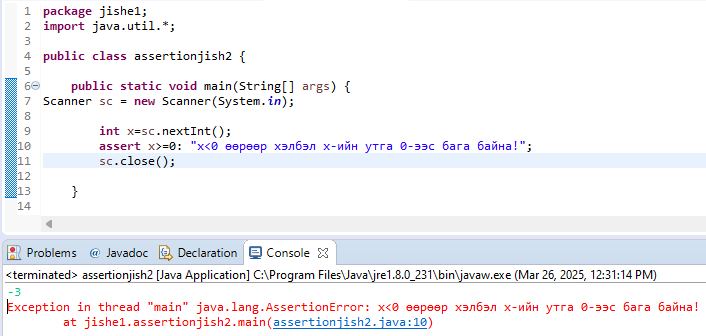 1 package jishe1;
2 import java.util.*;
3
4 public class assertionjish2 {
5
6 public static void main(String[] args) {
7 Scanner sc = new Scanner(System.in);
8
9 int x=sc.nextInt();
10 assert x>=0: "x<0 өөрөөр хэлбэл x-ийн утга 0-ээс бага байна!";
11 sc.close();
12
13 }
14
Problems @ Javadoc Declaration Console
<terminated> assertionjish2 [Java Application] C:\Program Files\Java\jre1.8.0_231\bin\javaw.exe (Mar 26, 2025, 12:31:14 PM)
-3
Exception in thread "main" java.lang.AssertionError: x<0 өөрөөр хэлбэл x-ийн утга 0-ээс бага байна!
at jishe1.assertionjish2.main(assertionjish2.java:10)